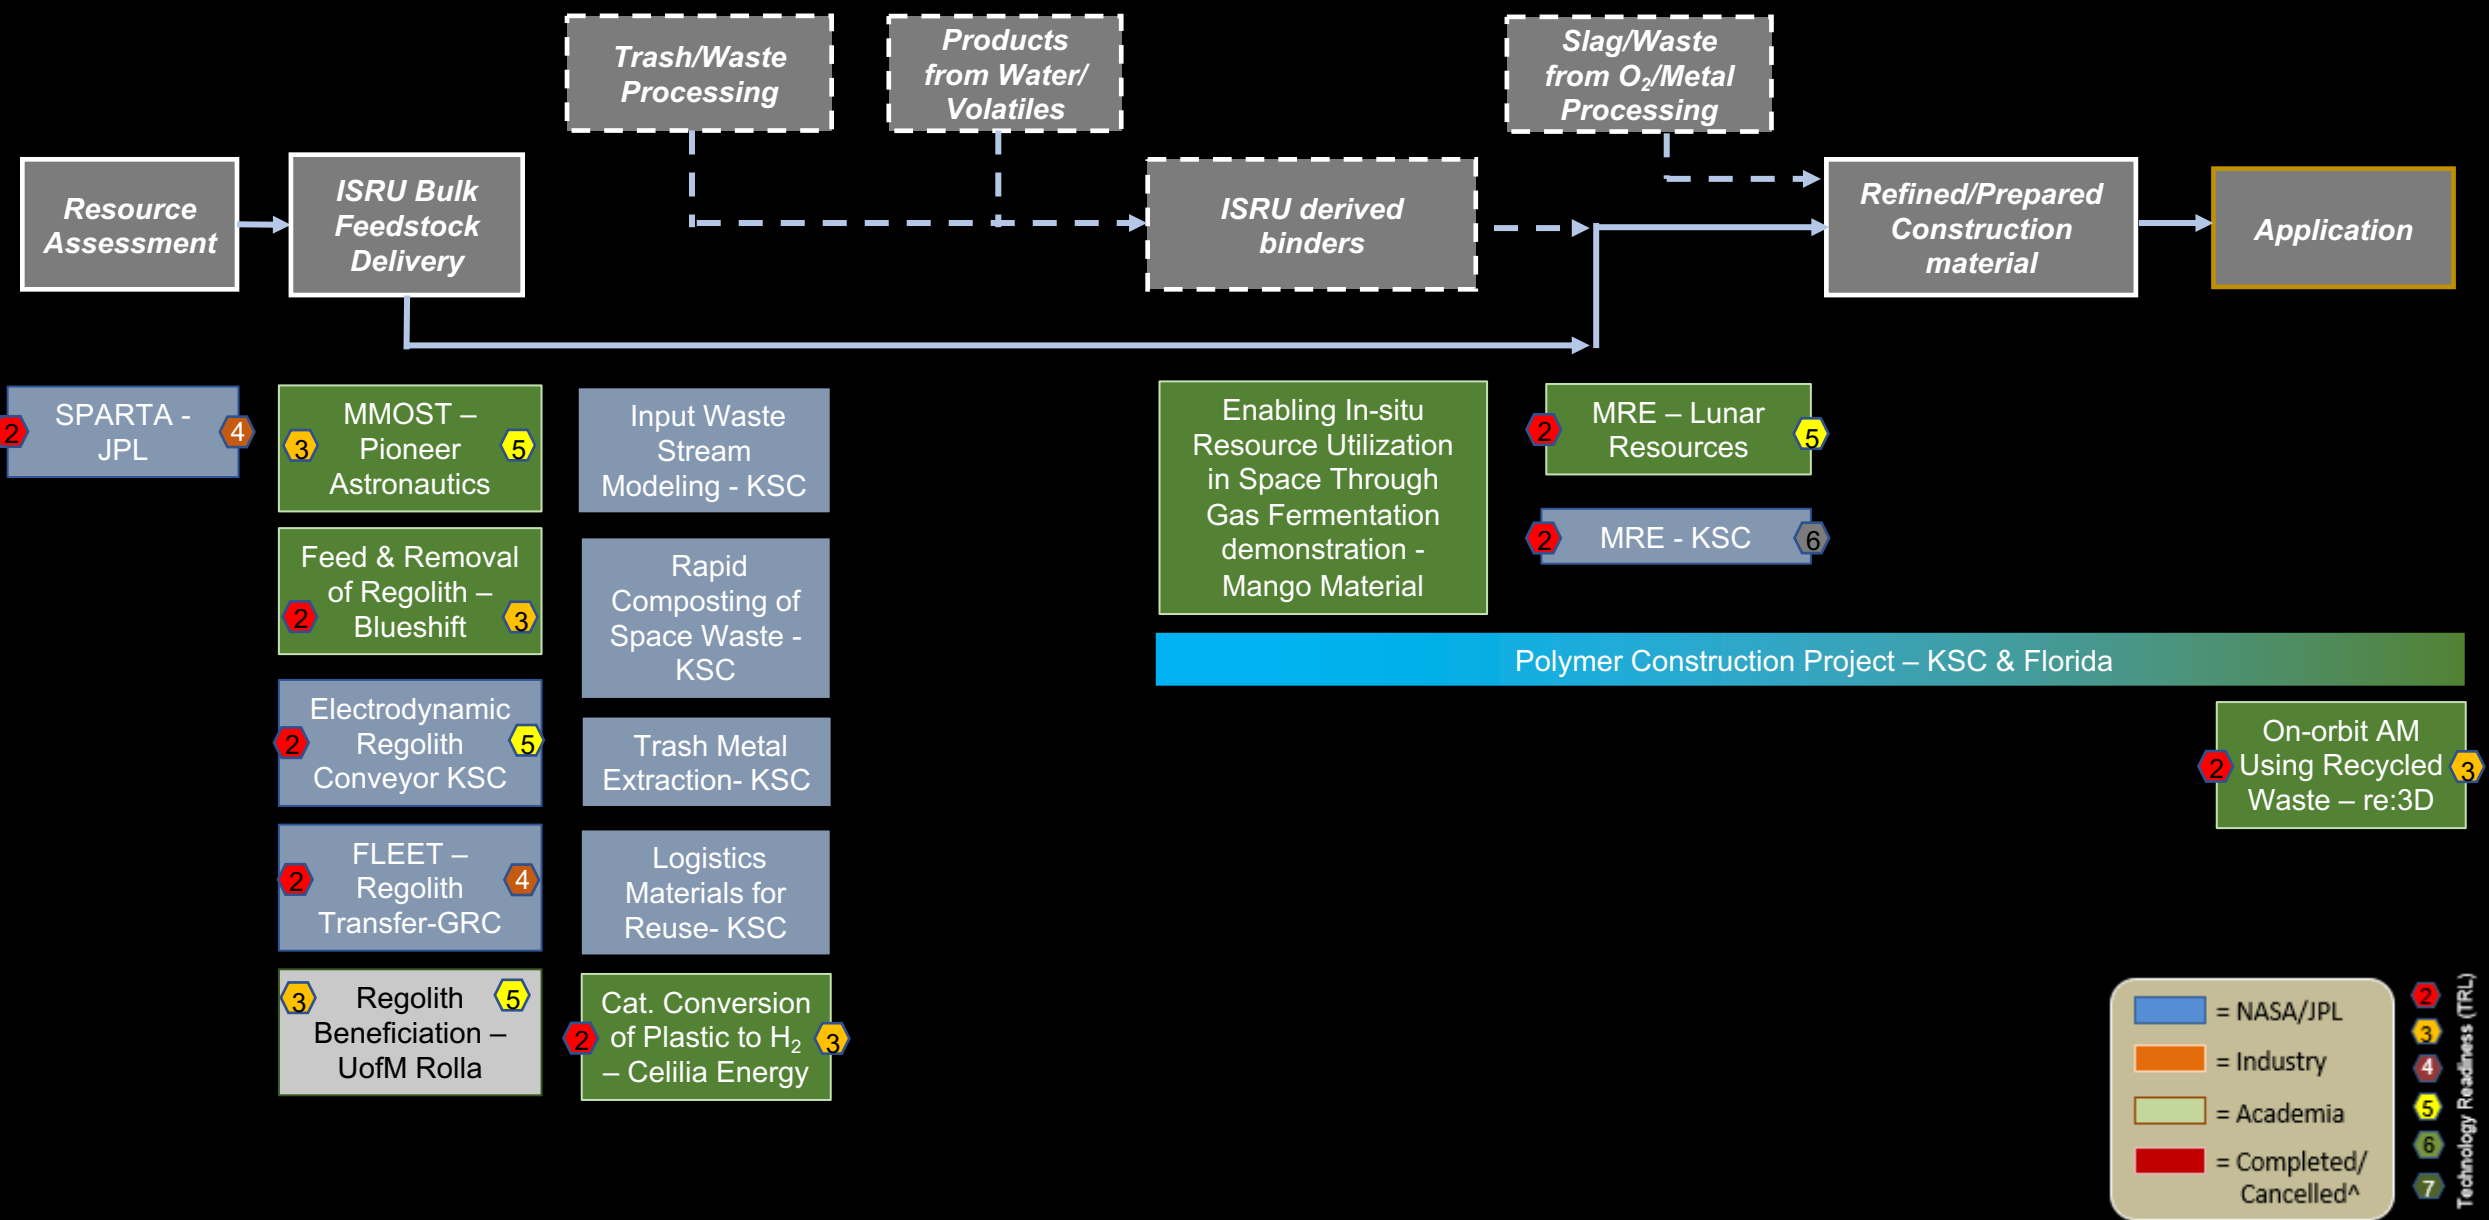 Trash/Waste
Processing
Products
from Water/
Volatiles
Slag/Waste
from O₂/Metal
Processing
Resource
Assessment
ISRU Bulk
Feedstock
Delivery
ISRU derived
binders
Refined/Prepared
Construction
material
Application
2
SPARTA -
JPL
4
3
MMOST –
Pioneer
Astronautics
5
2
Feed & Removal
of Regolith –
Blueshift
3
2
Electrodynamic
Regolith
Conveyor KSC
5
2
FLEET –
Regolith
Transfer-GRC
4
3
Regolith
Beneficiation –
UofM Rolla
5
Input Waste
Stream
Modeling - KSC
Rapid
Composting of
Space Waste -
KSC
Trash Metal
Extraction- KSC
Logistics
Materials for
Reuse- KSC
2
Cat. Conversion
of Plastic to H₂
– Celilia Energy
3
Enabling In-situ
Resource Utilization
in Space Through
Gas Fermentation
demonstration -
Mango Material
2
MRE – Lunar
Resources
5
2
MRE - KSC
6
Polymer Construction Project – KSC & Florida
2
On-orbit AM
Using Recycled
Waste – re:3D
3
= NASA/JPL
= Industry
= Academia
= Completed/
Cancelled^
2
3
4
5
6
7
Technology Readiness (TRL)